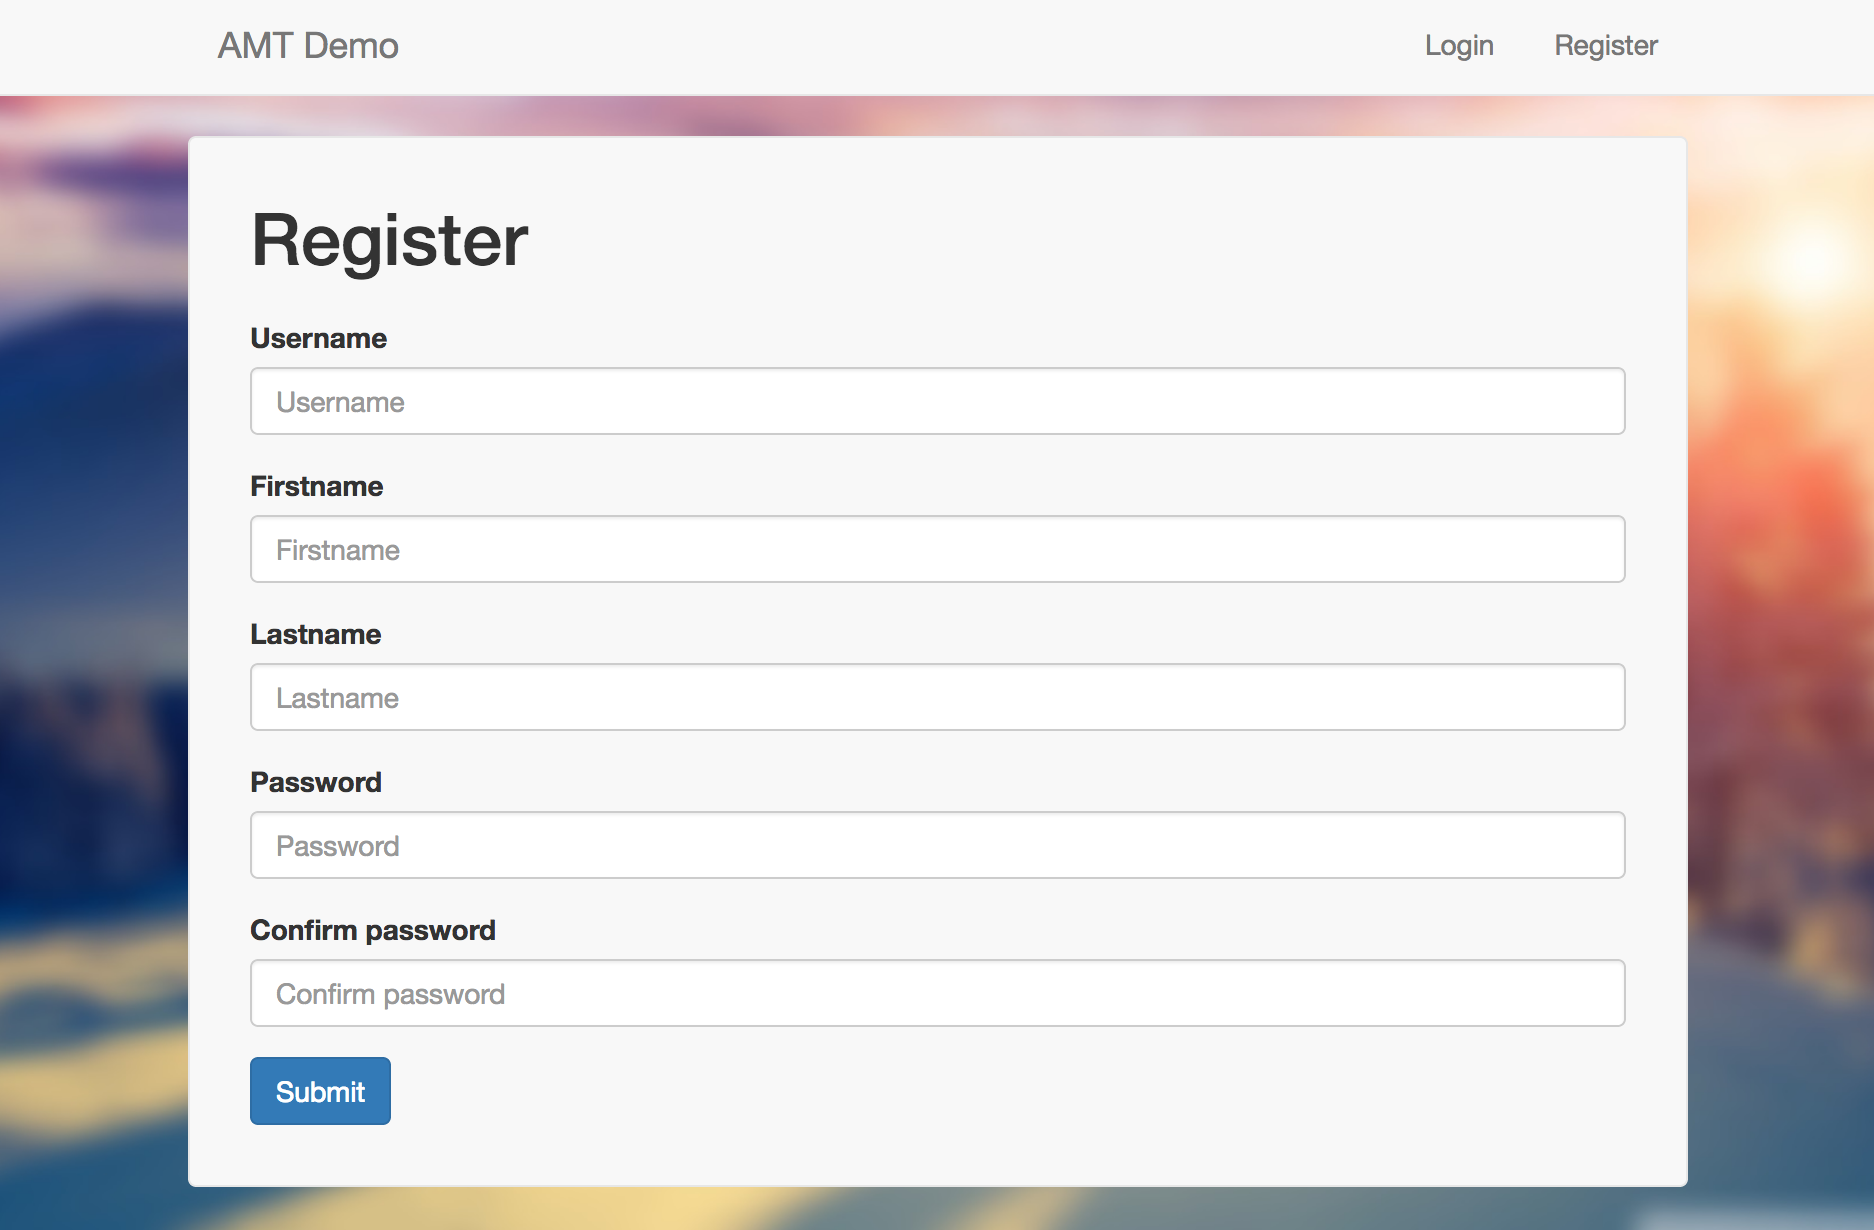 AMT Demo
Login
Register
Register
Username
Username
Firstname
Firstname
Lastname
Lastname
Password
Password
Confirm password
Confirm password
Submit